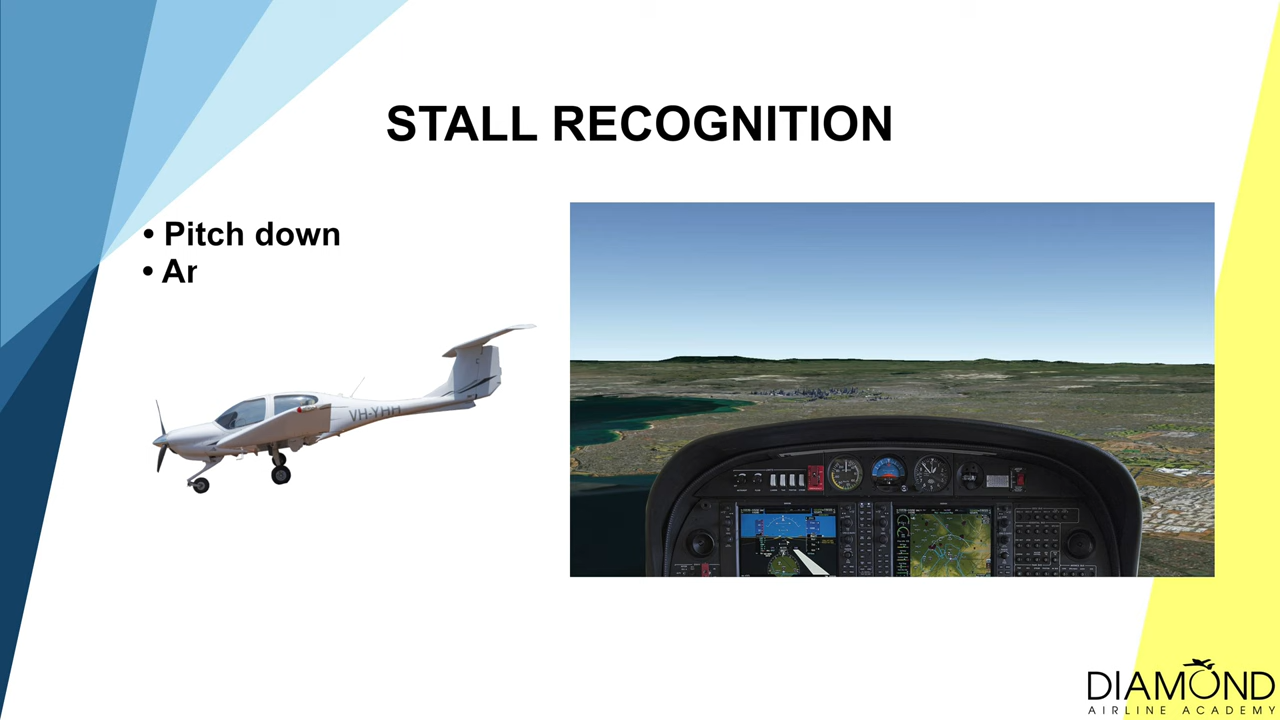 STALL RECOGNITION
• Pitch down
• Ar
VH-YHH
DIAMOND
AIRLINE ACADEMY